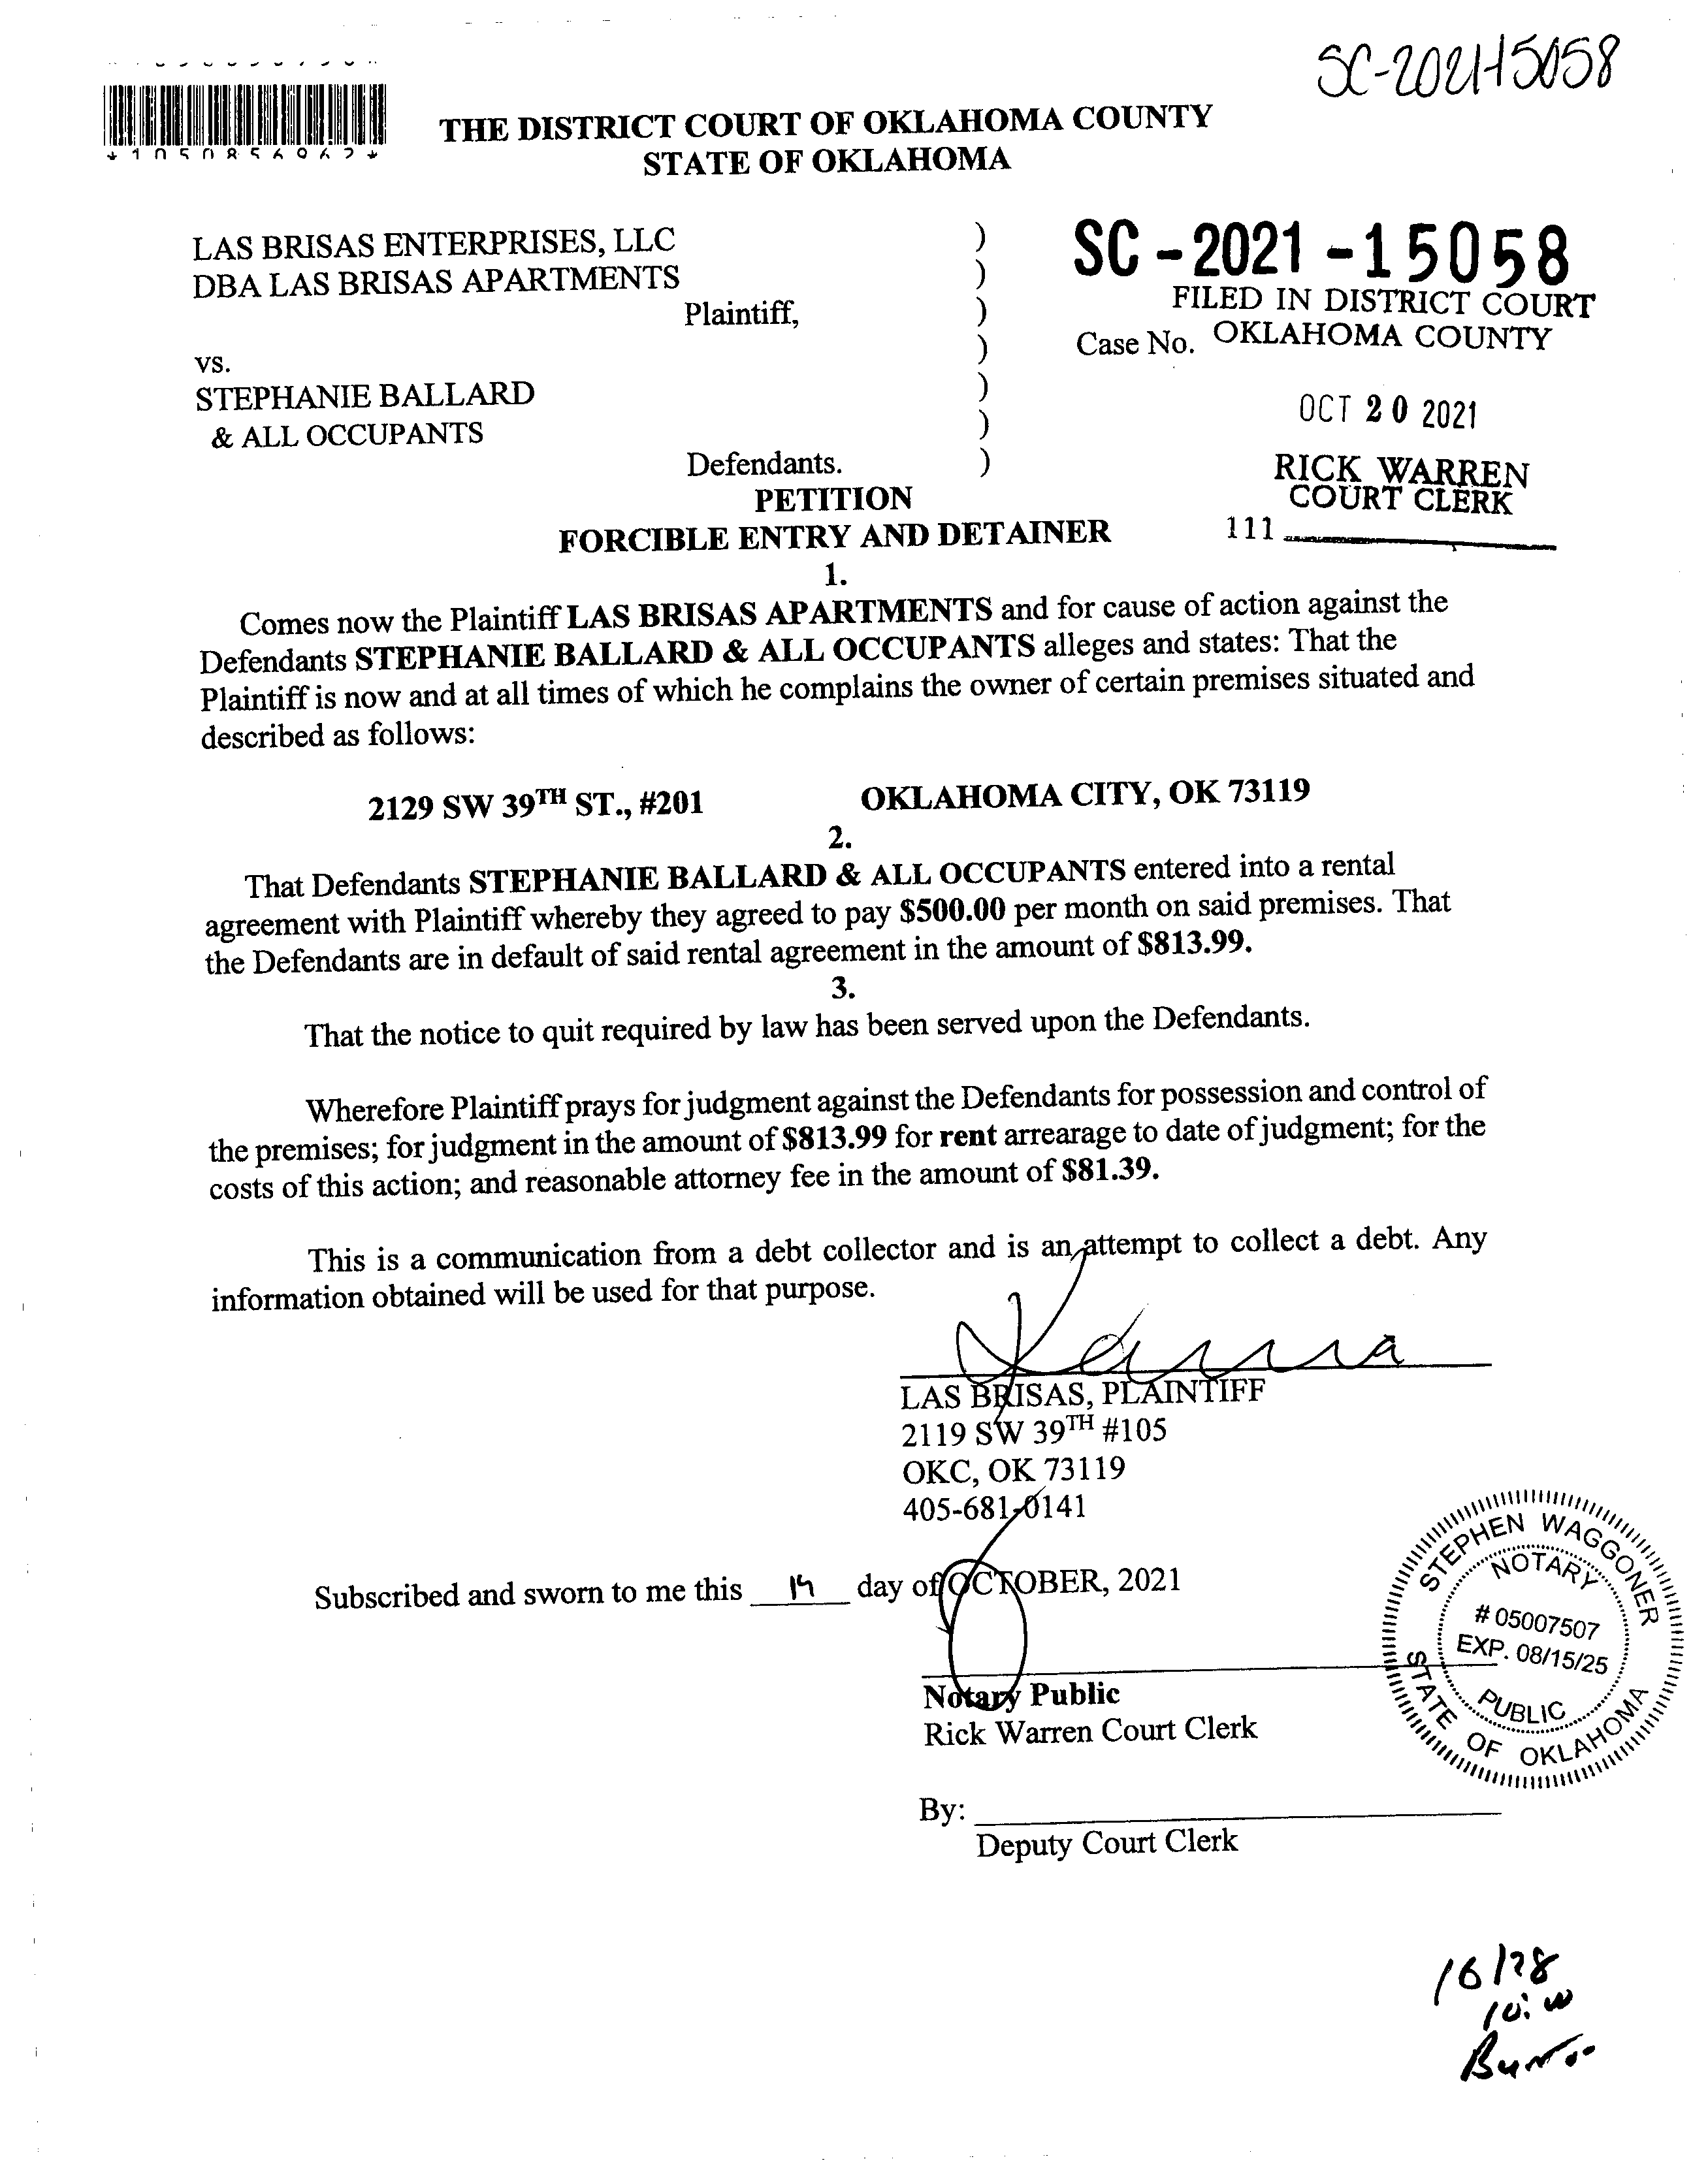 SC-2021-15058
THE DISTRICT COURT OF OKLAHOMA COUNTY
STATE OF OKLAHOMA
LAS BRISAS ENTERPRISES, LLC )
DBA LAS BRISAS APARTMENTS )
Plaintiff, )
vs. )
STEPHANIE BALLARD )
& ALL OCCUPANTS )
Defendants. )
SC-2021-15058
FILED IN DISTRICT COURT
Case No. OKLAHOMA COUNTY
OCT 20 2021
RICK WARREN
COURT CLERK
111
PETITION
FORCIBLE ENTRY AND DETAINER
1.
Comes now the Plaintiff LAS BRISAS APARTMENTS and for cause of action against the
Defendants STEPHANIE BALLARD & ALL OCCUPANTS alleges and states: That the
Plaintiff is now and at all times of which he complains the owner of certain premises situated and
described as follows:
2129 SW 39TH ST., #201 OKLAHOMA CITY, OK 73119
2.
That Defendants STEPHANIE BALLARD & ALL OCCUPANTS entered into a rental
agreement with Plaintiff whereby they agreed to pay $500.00 per month on said premises. That
the Defendants are in default of said rental agreement in the amount of $813.99.
3.
That the notice to quit required by law has been served upon the Defendants.
Wherefore Plaintiff prays for judgment against the Defendants for possession and control of
the premises; for judgment in the amount of $813.99 for rent arrearage to date of judgment; for the
costs of this action; and reasonable attorney fee in the amount of $81.39.
This is a communication from a debt collector and is an attempt to collect a debt. Any
information obtained will be used for that purpose.
LAS BRISAS, PLAINTIFF
2119 SW 39TH #105
OKC, OK 73119
405-681-0141
Subscribed and sworn to me this 14 day of OCTOBER, 2021
Notary Public
Rick Warren Court Clerk
By:
Deputy Court Clerk
STEPHEN WAGGONER
NOTARY
# 05007507
EXP. 08/15/25
PUBLIC
STATE OF OKLAHOMA